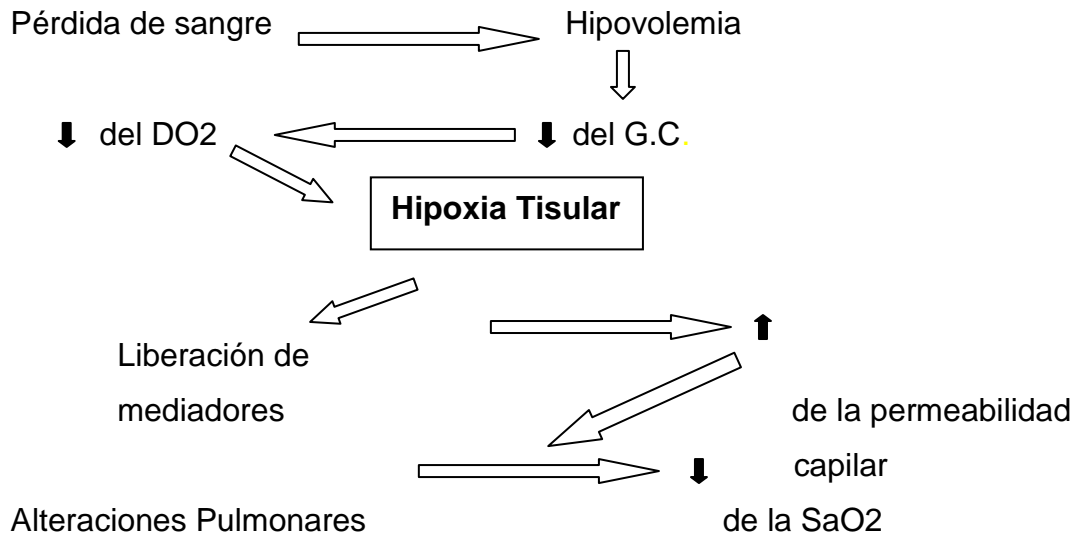 Pérdida de sangre Hipovolemia
⬇ del DO2 ⬇ del G.C.
Hipoxia Tisular
⬆
Liberación de
mediadores de la permeabilidad
⬇ capilar
Alteraciones Pulmonares de la SaO2